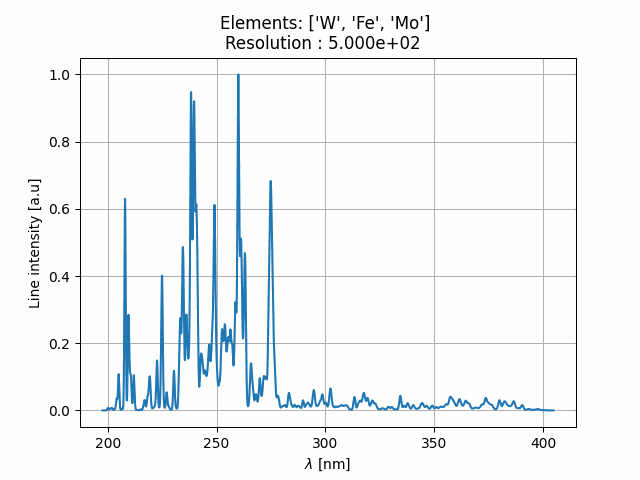 Elements: ['W', 'Fe', 'Mo']
Resolution : 5.000e+02
1.0
0.8
0.6
0.4
0.2
0.0
Line intensity [a.u]
200 250 300 350 400
λ [nm]